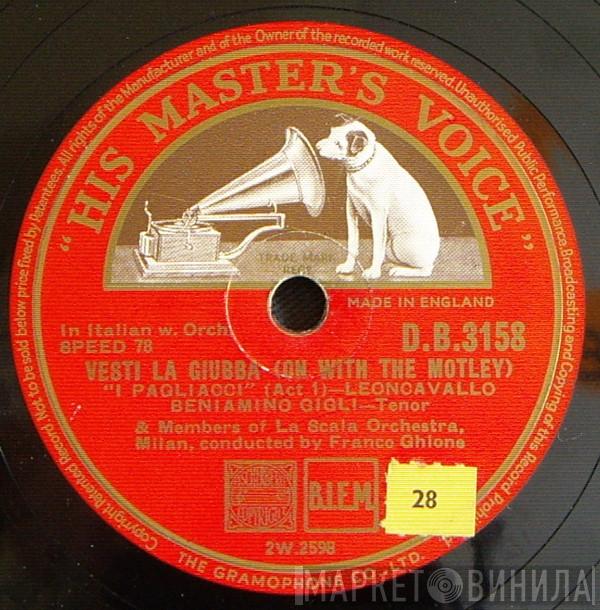 All rights of the Manufacturer and of the Owner of the recorded work reserved. Unauthorised Public Performance, Broadcasting and Copying of this Record Prohi
Copyright. Patented Record Not to be sold below price fixed by Patentees.
"HIS MASTER'S VOICE"
TRADE MARK
REGD
MADE IN ENGLAND
In Italian w. Orch.
SPEED 78
D.B.3158
VESTI LA GIUBBA (ON WITH THE MOTLEY)
"I PAGLIACCI" (Act 1)—LEONCAVALLO
BENIAMINO GIGLI—Tenor
& Members of La Scala Orchestra,
Milan, conducted by Franco Ghione
B.I.E.M.
28
2W.2598
THE GRAMOPHONE CO., LTD.
МАРКЕТОВИНИЛА